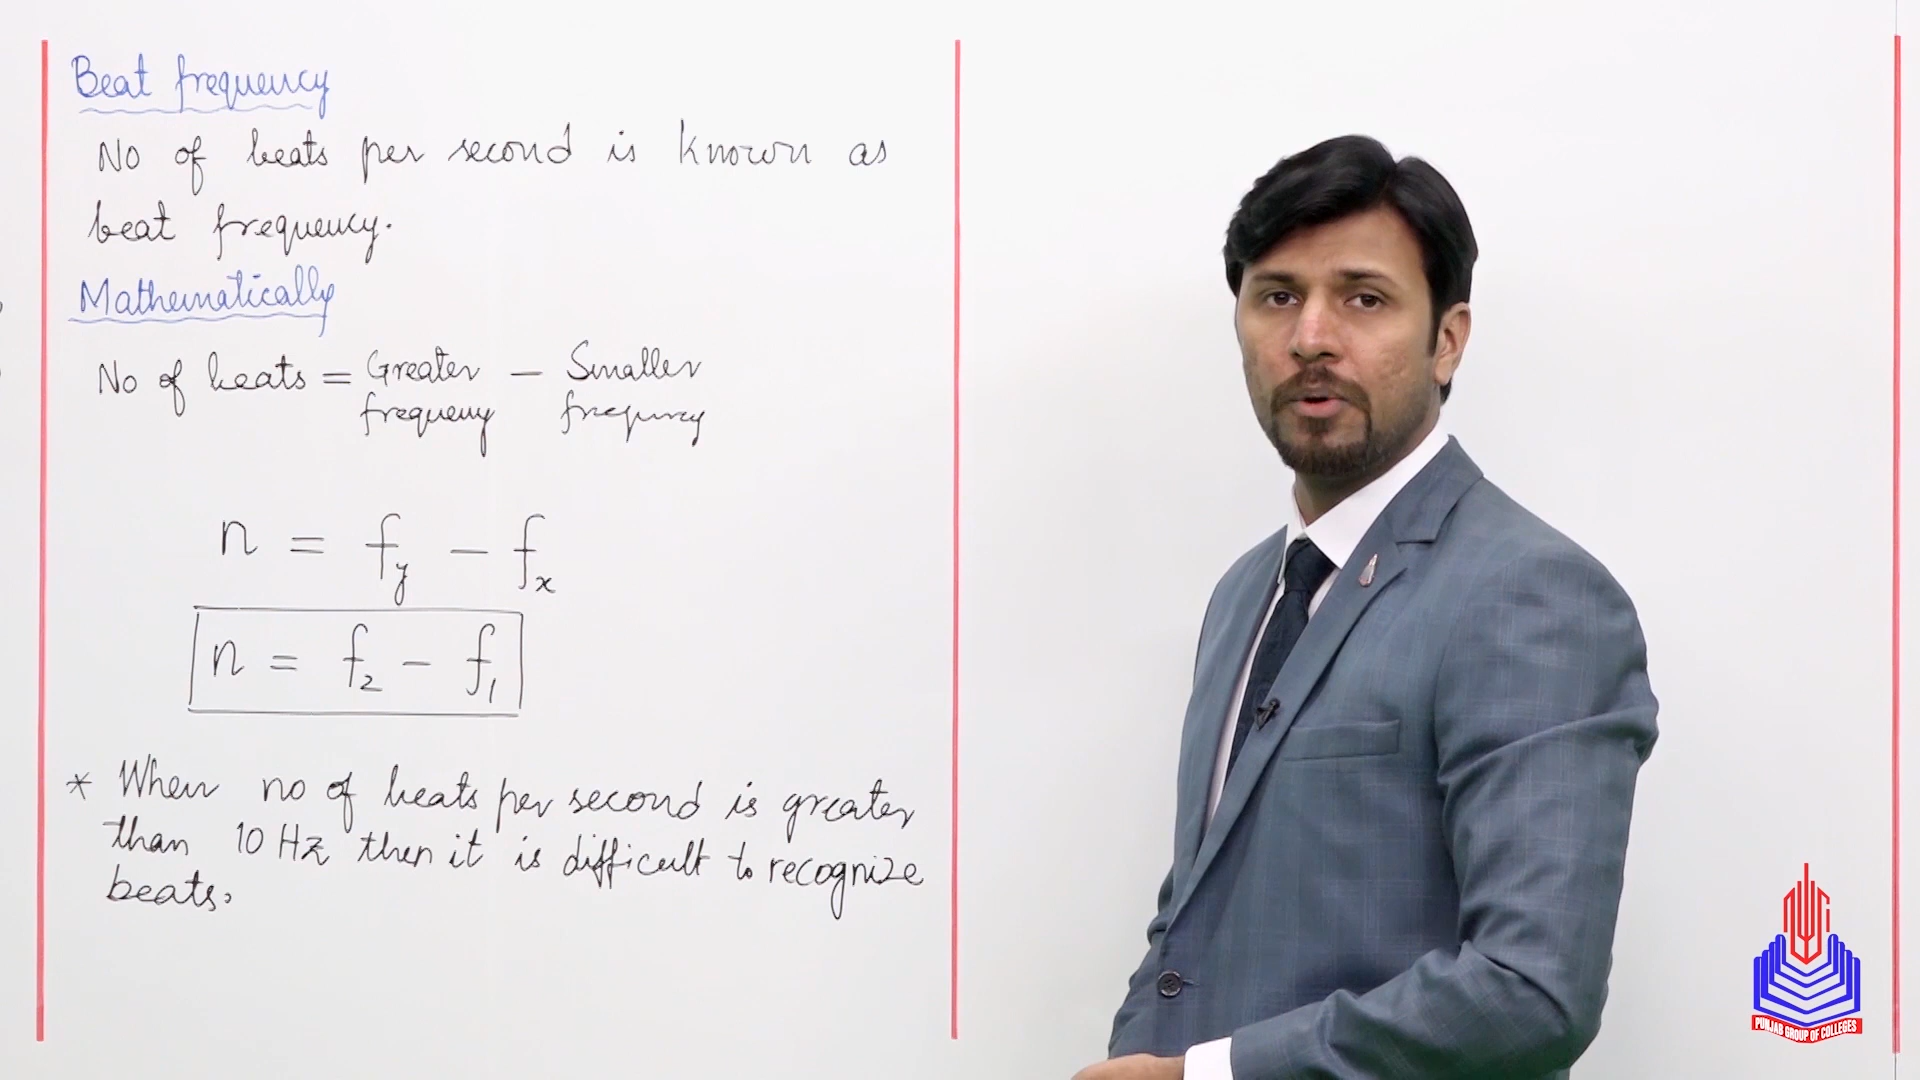 Beat frequency
No of beats per second is known as
beat frequency.
Mathematically
No of beats = Greater frequency - Smaller frequency
n = fy - fx
n = f2 - f1
* When no of beats per second is greater
than 10 Hz then it is difficult to recognize
beats.
PUNJAB GROUP OF COLLEGES